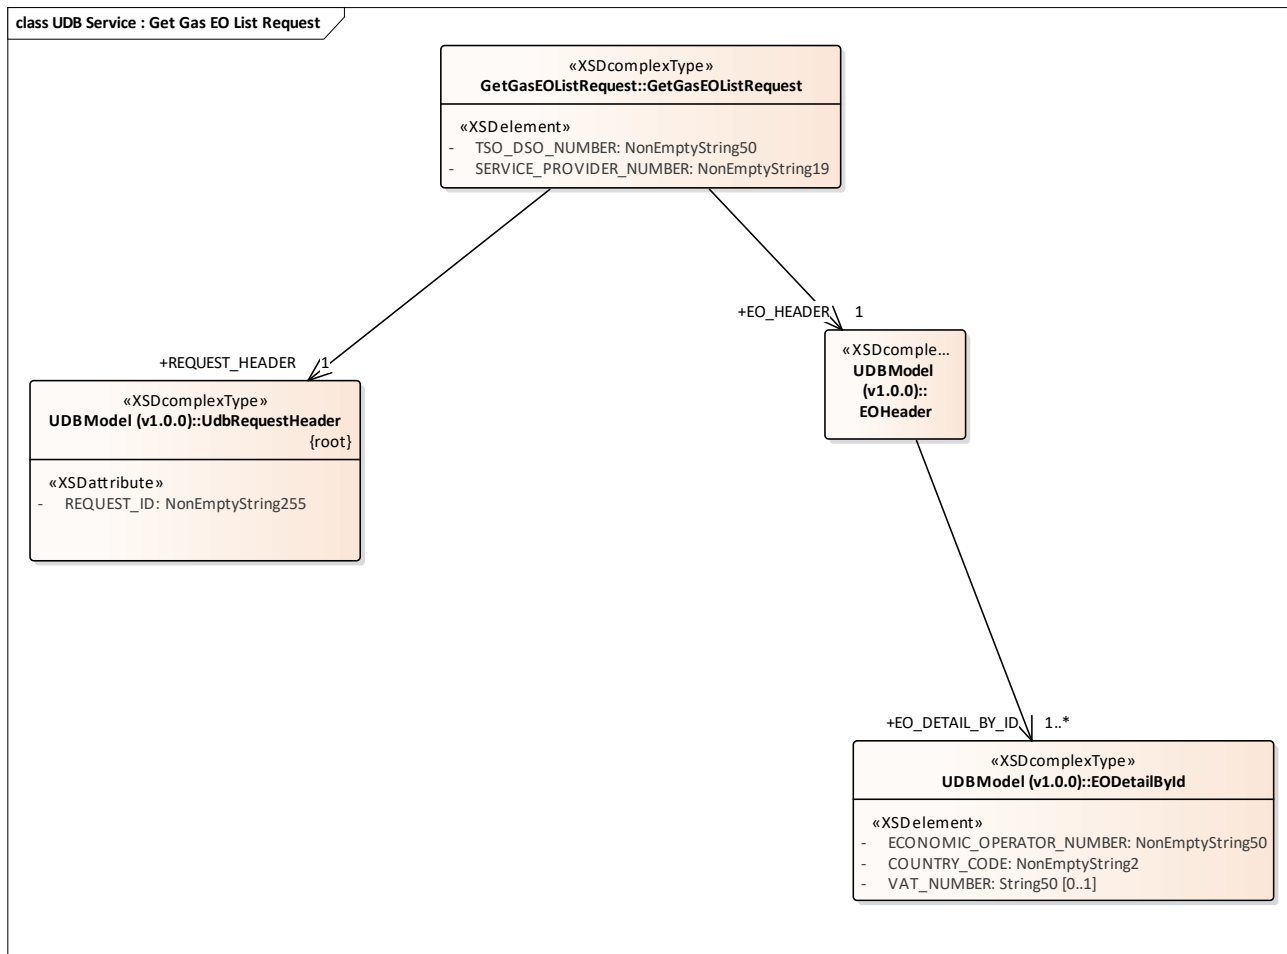 class UDB Service : Get Gas EO List Request
«XSDcomplexType»
GetGasEOListRequest::GetGasEOListRequest
«XSDelement»
- TSO_DSO_NUMBER: NonEmptyString50
- SERVICE_PROVIDER_NUMBER: NonEmptyString19
+EO_HEADER 1
+REQUEST_HEADER 1
«XSDcomple...
UDBModel
(v1.0.0)::
EOHeader
«XSDcomplexType»
UDBModel (v1.0.0)::UdbRequestHeader
{root}
«XSDattribute»
- REQUEST_ID: NonEmptyString255
+EO_DETAIL_BY_ID 1..*
«XSDcomplexType»
UDBModel (v1.0.0)::EODetailById
«XSDelement»
- ECONOMIC_OPERATOR_NUMBER: NonEmptyString50
- COUNTRY_CODE: NonEmptyString2
- VAT_NUMBER: String50 [0..1]